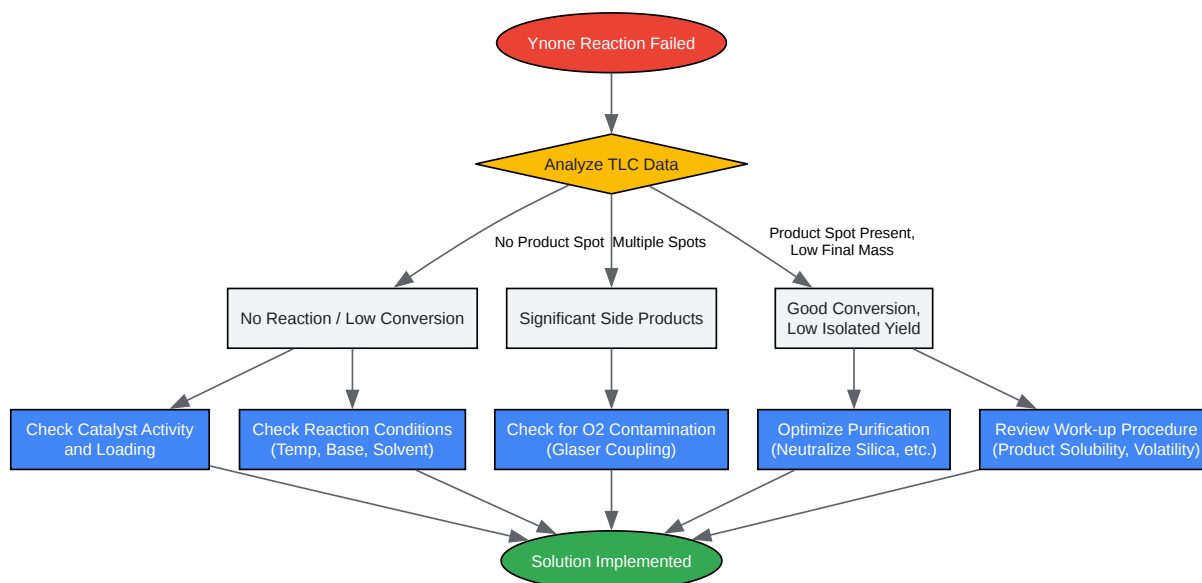 Ynone Reaction Failed
Analyze TLC Data
No Product Spot
Multiple Spots
Product Spot Present,
Low Final Mass
No Reaction / Low Conversion
Significant Side Products
Good Conversion,
Low Isolated Yield
Check Catalyst Activity
and Loading
Check Reaction Conditions
(Temp, Base, Solvent)
Check for O2 Contamination
(Glaser Coupling)
Optimize Purification
(Neutralize Silica, etc.)
Review Work-up Procedure
(Product Solubility, Volatility)
Solution Implemented